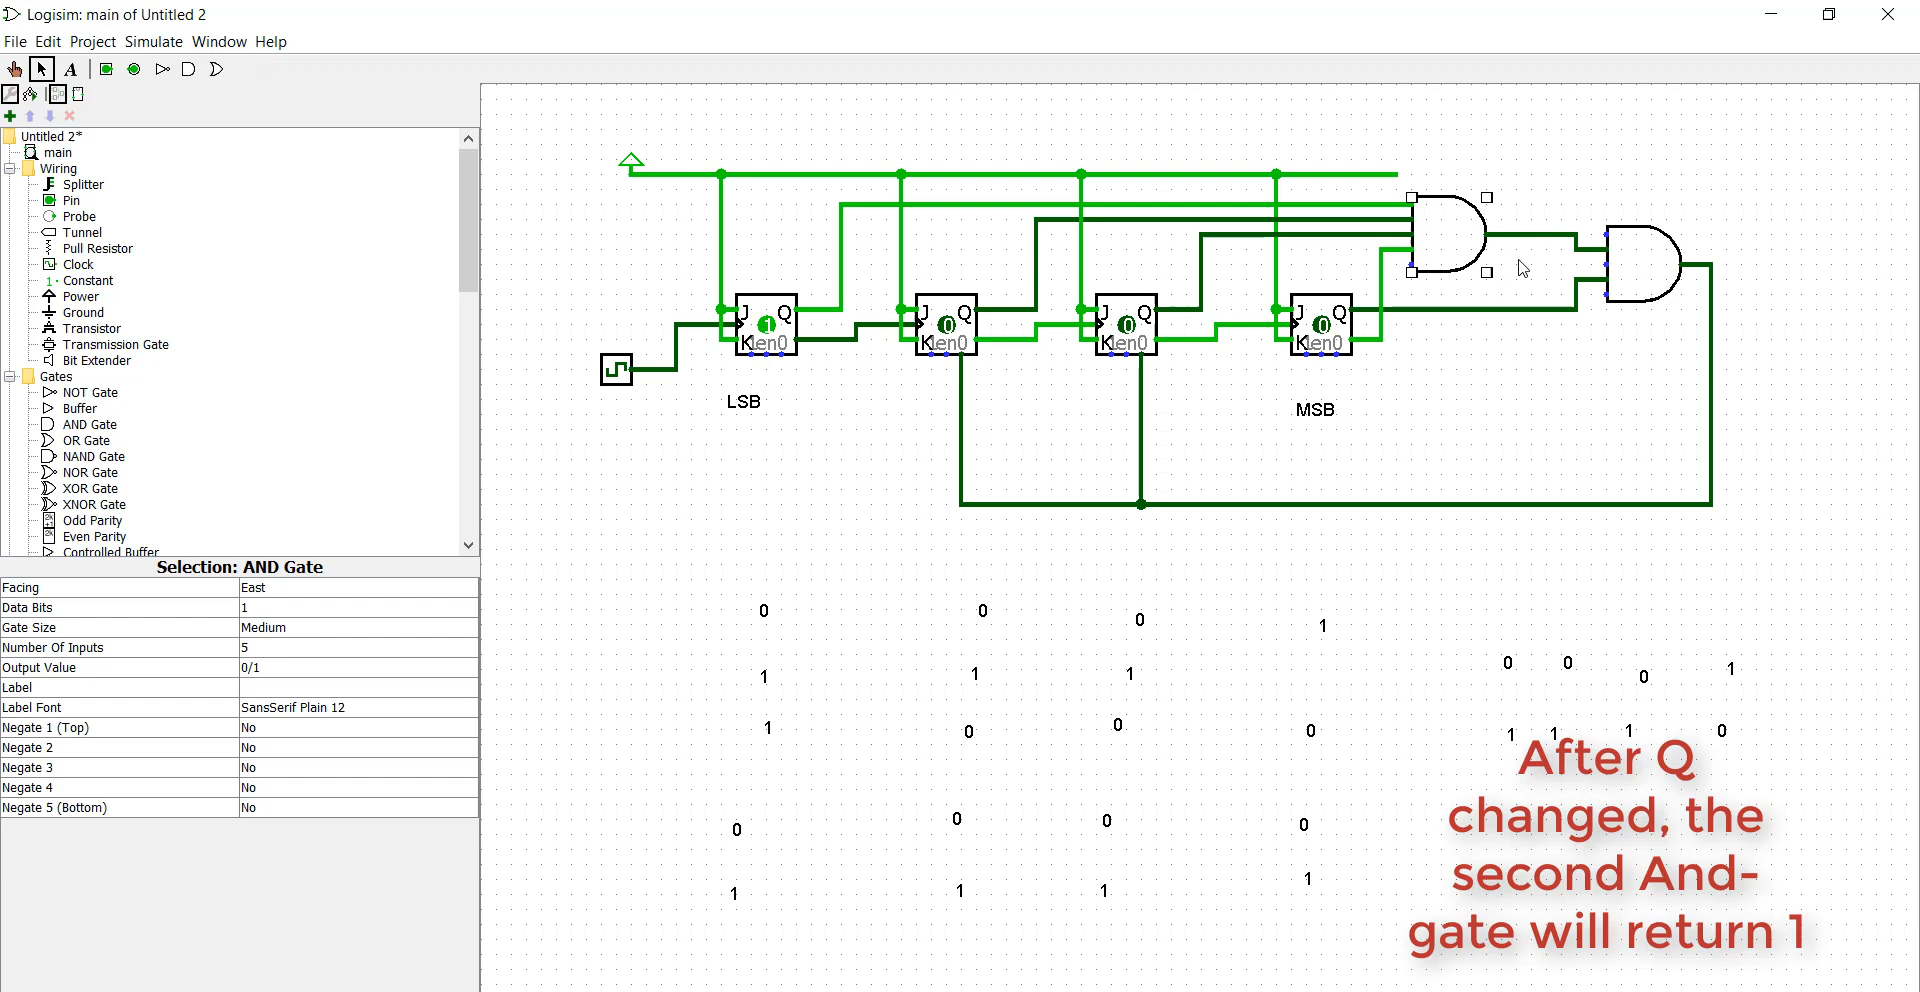 Logisim: main of Untitled 2
File Edit Project Simulate Window Help
A
Untitled 2*
main
Wiring
Splitter
Pin
Probe
Tunnel
Pull Resistor
Clock
1 Constant
Power
Ground
Transistor
Transmission Gate
Bit Extender
Gates
NOT Gate
Buffer
AND Gate
OR Gate
NAND Gate
NOR Gate
XOR Gate
XNOR Gate
Odd Parity
Even Parity
Controlled Buffer
Selection: AND Gate
Facing East
Data Bits 1
Gate Size Medium
Number Of Inputs 5
Output Value 0/1
Label
Label Font SansSerif Plain 12
Negate 1 (Top) No
Negate 2 No
Negate 3 No
Negate 4 No
Negate 5 (Bottom) No
J Q J Q J Q J Q
1 0 0 0
K 1en0 K 1en0 K 1en0 K 1en0
LSB MSB
0 0 0 1
1 1 1
1 0 0 0
0 0 0 0
1 1 1 1
0 0 0 1
1 1 1 0
After Q
changed, the
second And-
gate will return 1